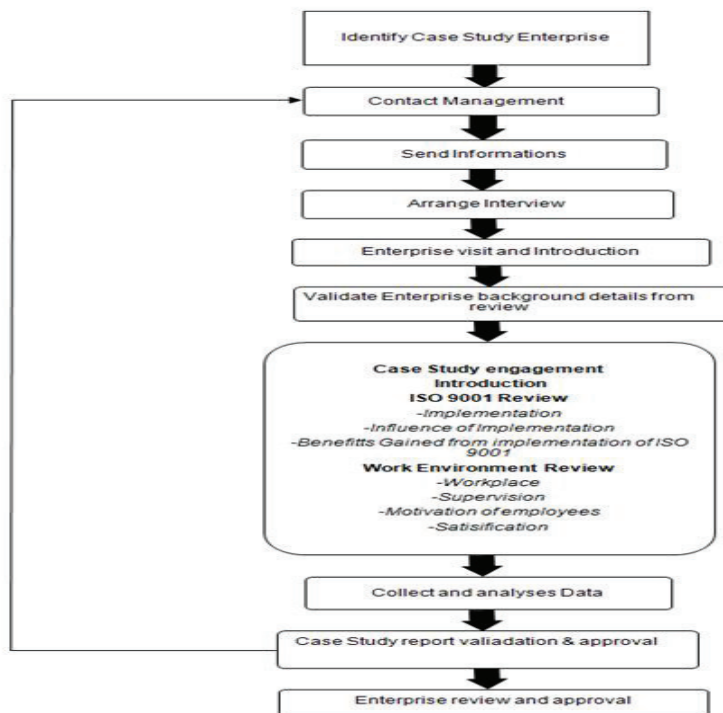 Identify Case Study Enterprise
Contact Management
Send Informations
Arrange Interview
Enterprise visit and Introduction
Validate Enterprise background details from
review
Case Study engagement
Introduction
ISO 9001 Review
-Implementation
-Influence of Implementation
-Benefitts Gained from implementation of ISO
9001
Work Environment Review
-Workplace
-Supervision
-Motivation of employees
-Satisification
Collect and analyses Data
Case Study report valiadation & approval
Enterprise review and approval